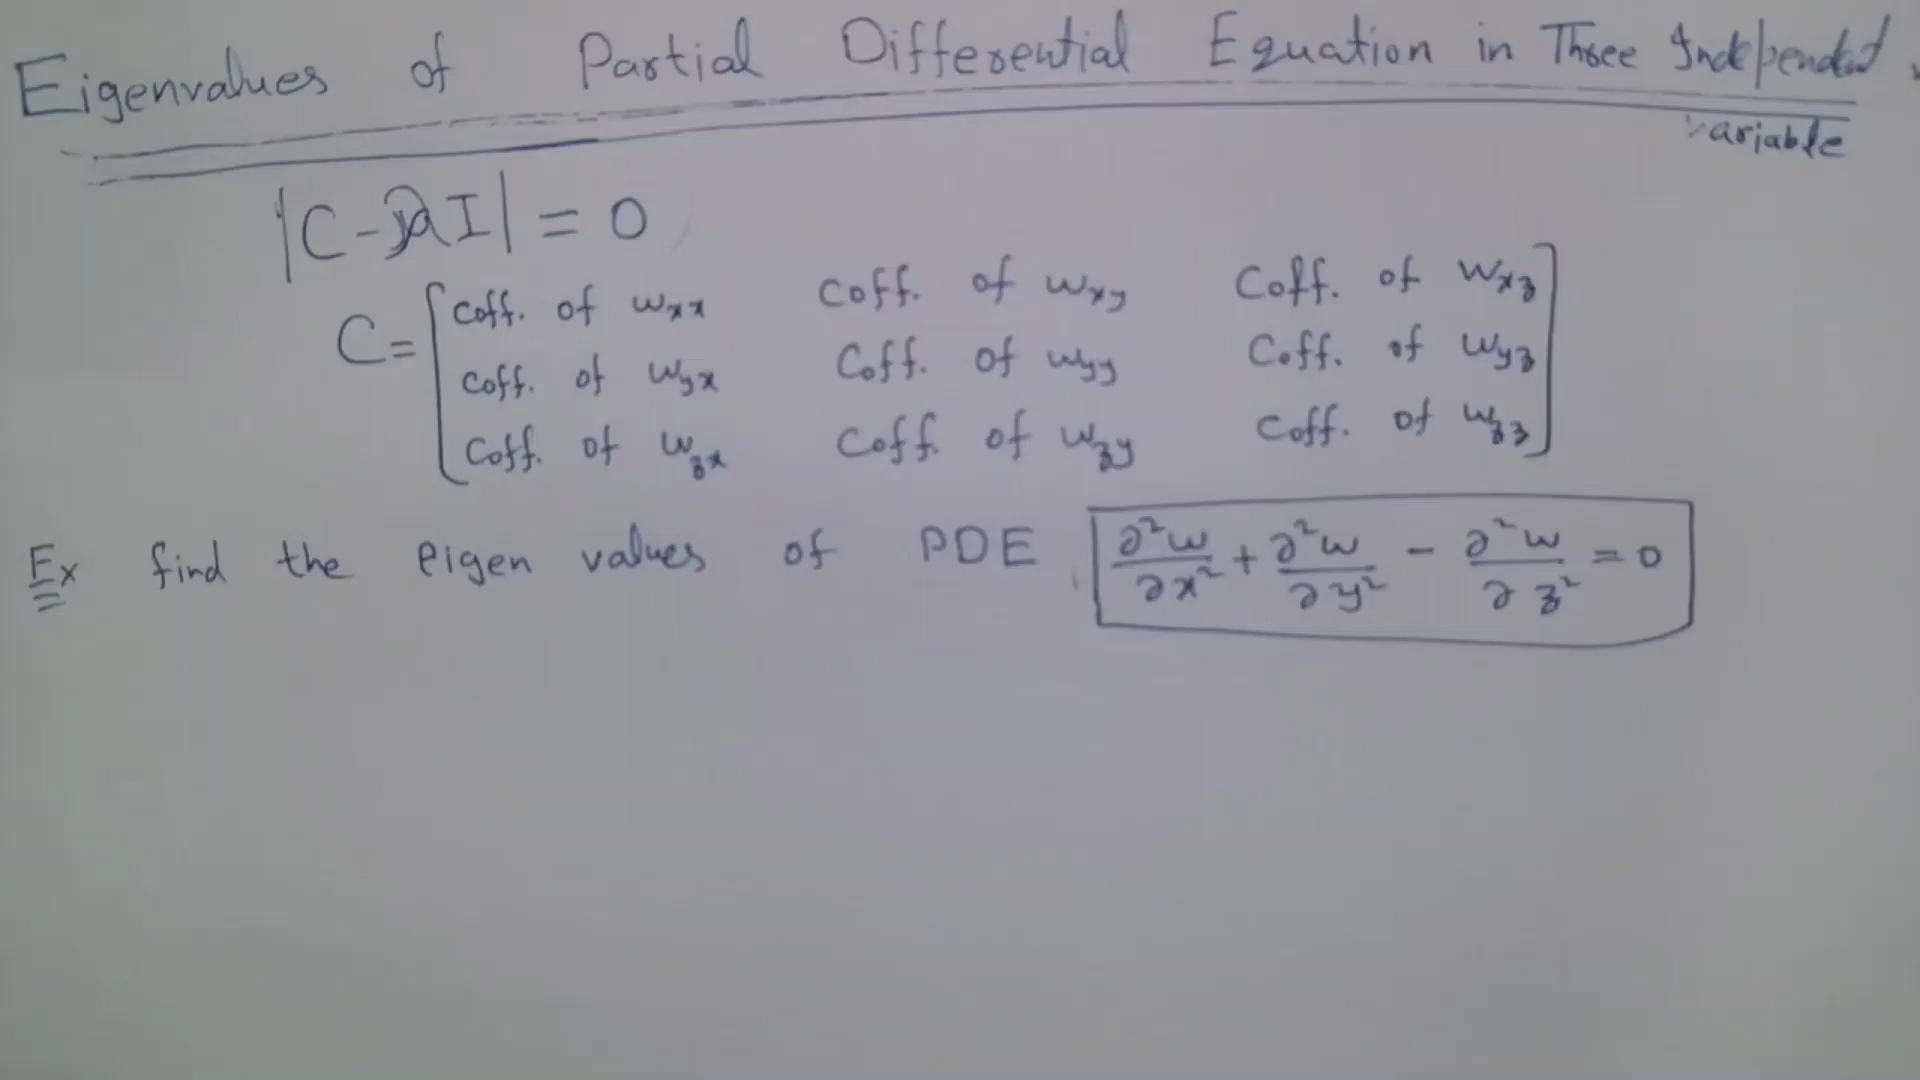 Eigenvalues of Partial Differential Equation in Three Independent
variable
|C-λI| = 0
C= [Coff. of wxx Coff. of wxy Coff. of wxz
Coff. of wyx Coff. of wyy Coff. of wyz
Coff. of wzx Coff. of wzy Coff. of wzz]
Ex find the eigen values of PDE ∂²w/∂x² + ∂²w/∂y² - ∂²w/∂z² = 0